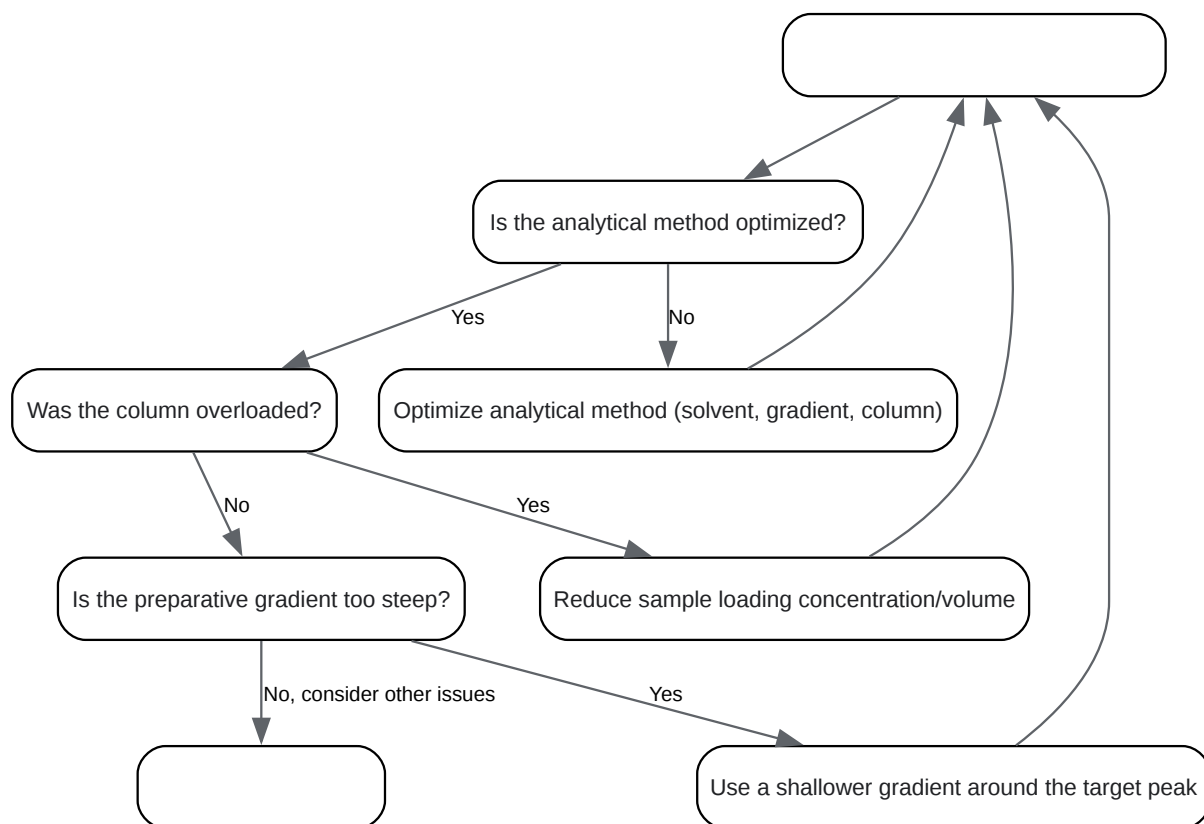 Is the analytical method optimized?
Yes
No
Was the column overloaded?
Optimize analytical method (solvent, gradient, column)
No
Yes
Is the preparative gradient too steep?
Reduce sample loading concentration/volume
No, consider other issues
Yes
Use a shallower gradient around the target peak